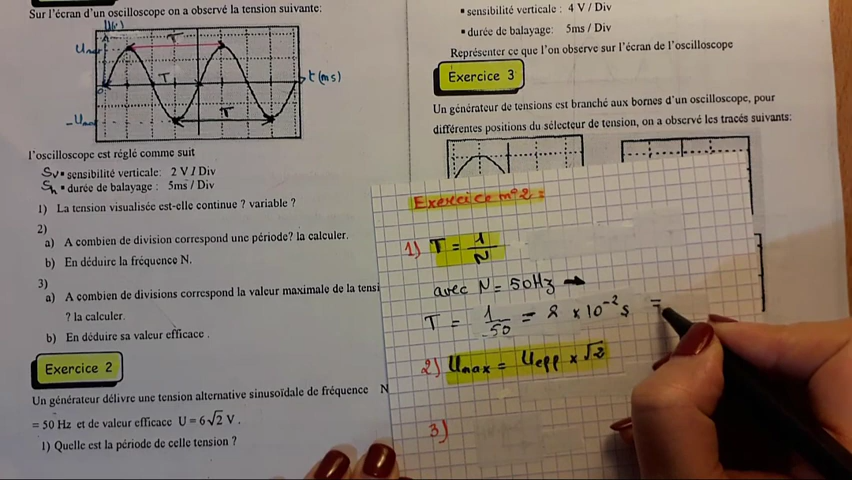 Sur l'écran d'un oscilloscope on a observé la tension suivante:
U(v)
Umax
T
T
t(ms)
0
T
-Umax
l'oscilloscope est réglé comme suit
Sv ▪ sensibilité verticale: 2 V / Div
Sh ▪ durée de balayage : 5ms / Div
1) La tension visualisée est-elle continue ? variable ?
2)
a) A combien de division correspond une période? la calculer.
b) En déduire la fréquence N.
3)
a) A combien de divisions correspond la valeur maximale de la tensi
? la calculer.
b) En déduire sa valeur efficace .
Exercice 2
Un générateur délivre une tension alternative sinusoïdale de fréquence N
= 50 Hz et de valeur efficace U = 6√2 V .
1) Quelle est la période de celle tension ?
▪ sensibilité verticale : 4 V / Div
▪ durée de balayage: 5ms / Div
Représenter ce que l'on observe sur l'écran de l'oscilloscope
Exercice 3
Un générateur de tensions est branché aux bornes d'un oscilloscope, pour
différentes positions du sélecteur de tension, on a observé les tracés suivants:
Exercice n°2 :
1) T = 1/N
avec N = 50Hz →
T = 1/50 = 2 × 10⁻² s =
2) Umax = Ueff × √2
3)